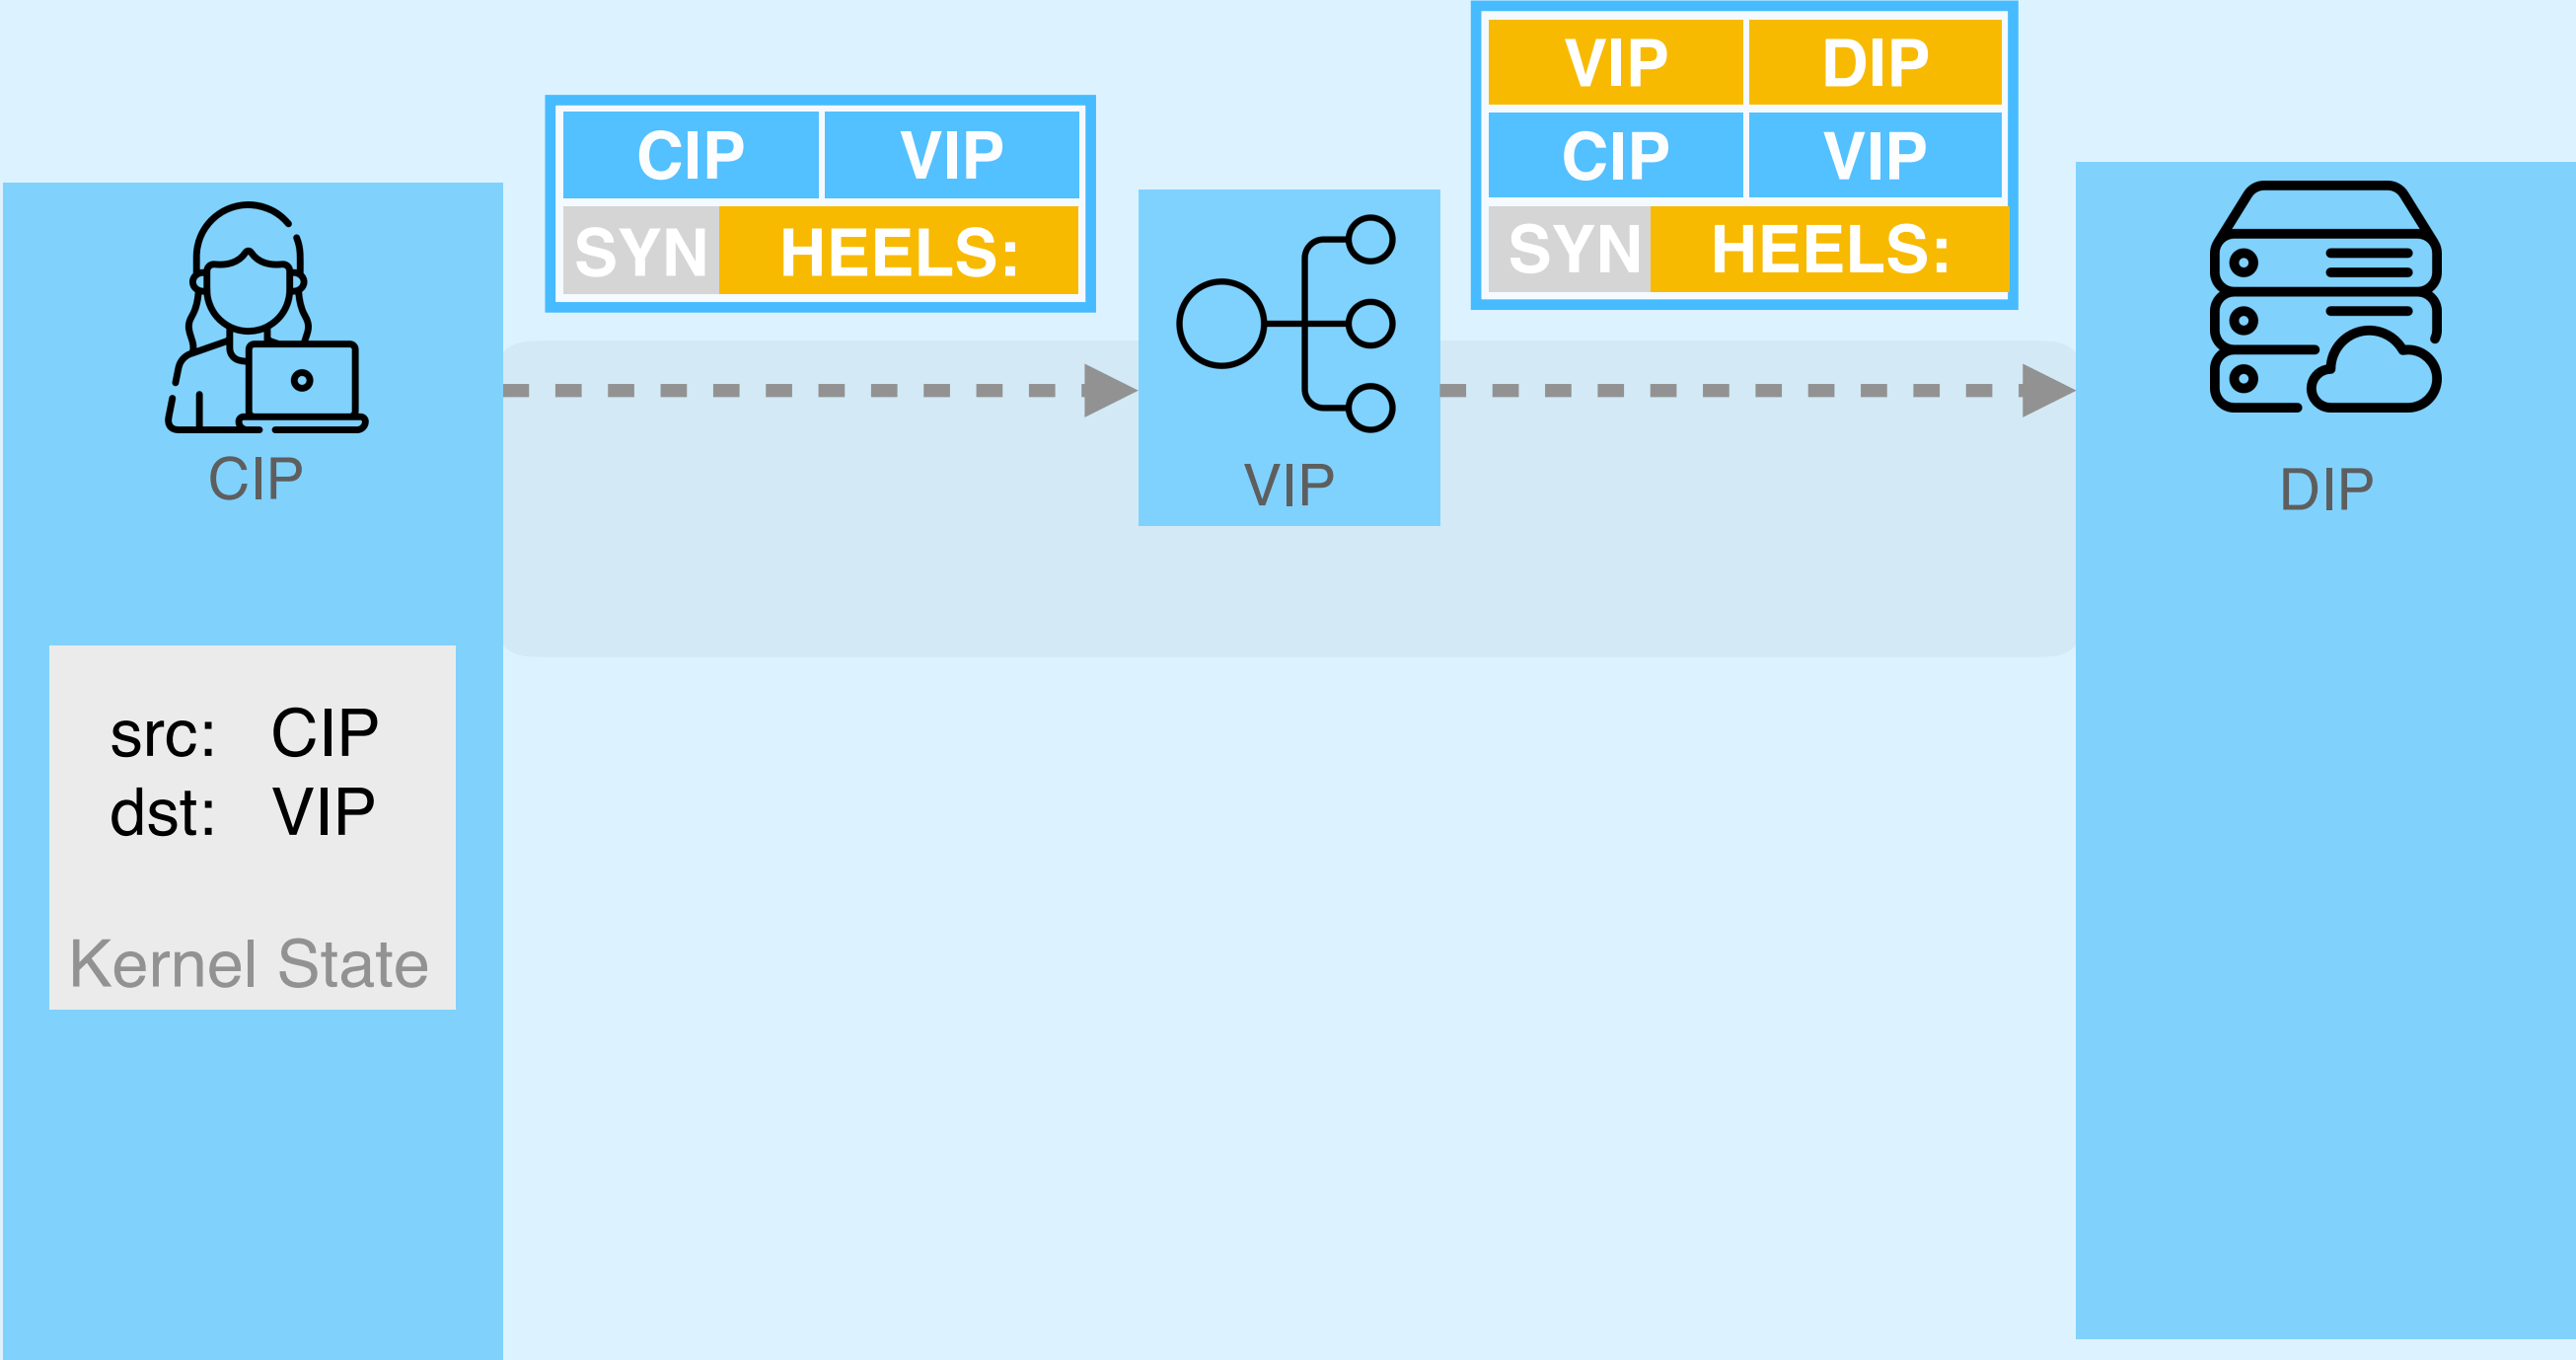 VIP DIP
CIP VIP
CIP VIP
SYN HEELS:
SYN HEELS:
CIP
VIP
DIP
src: CIP
dst: VIP
Kernel State